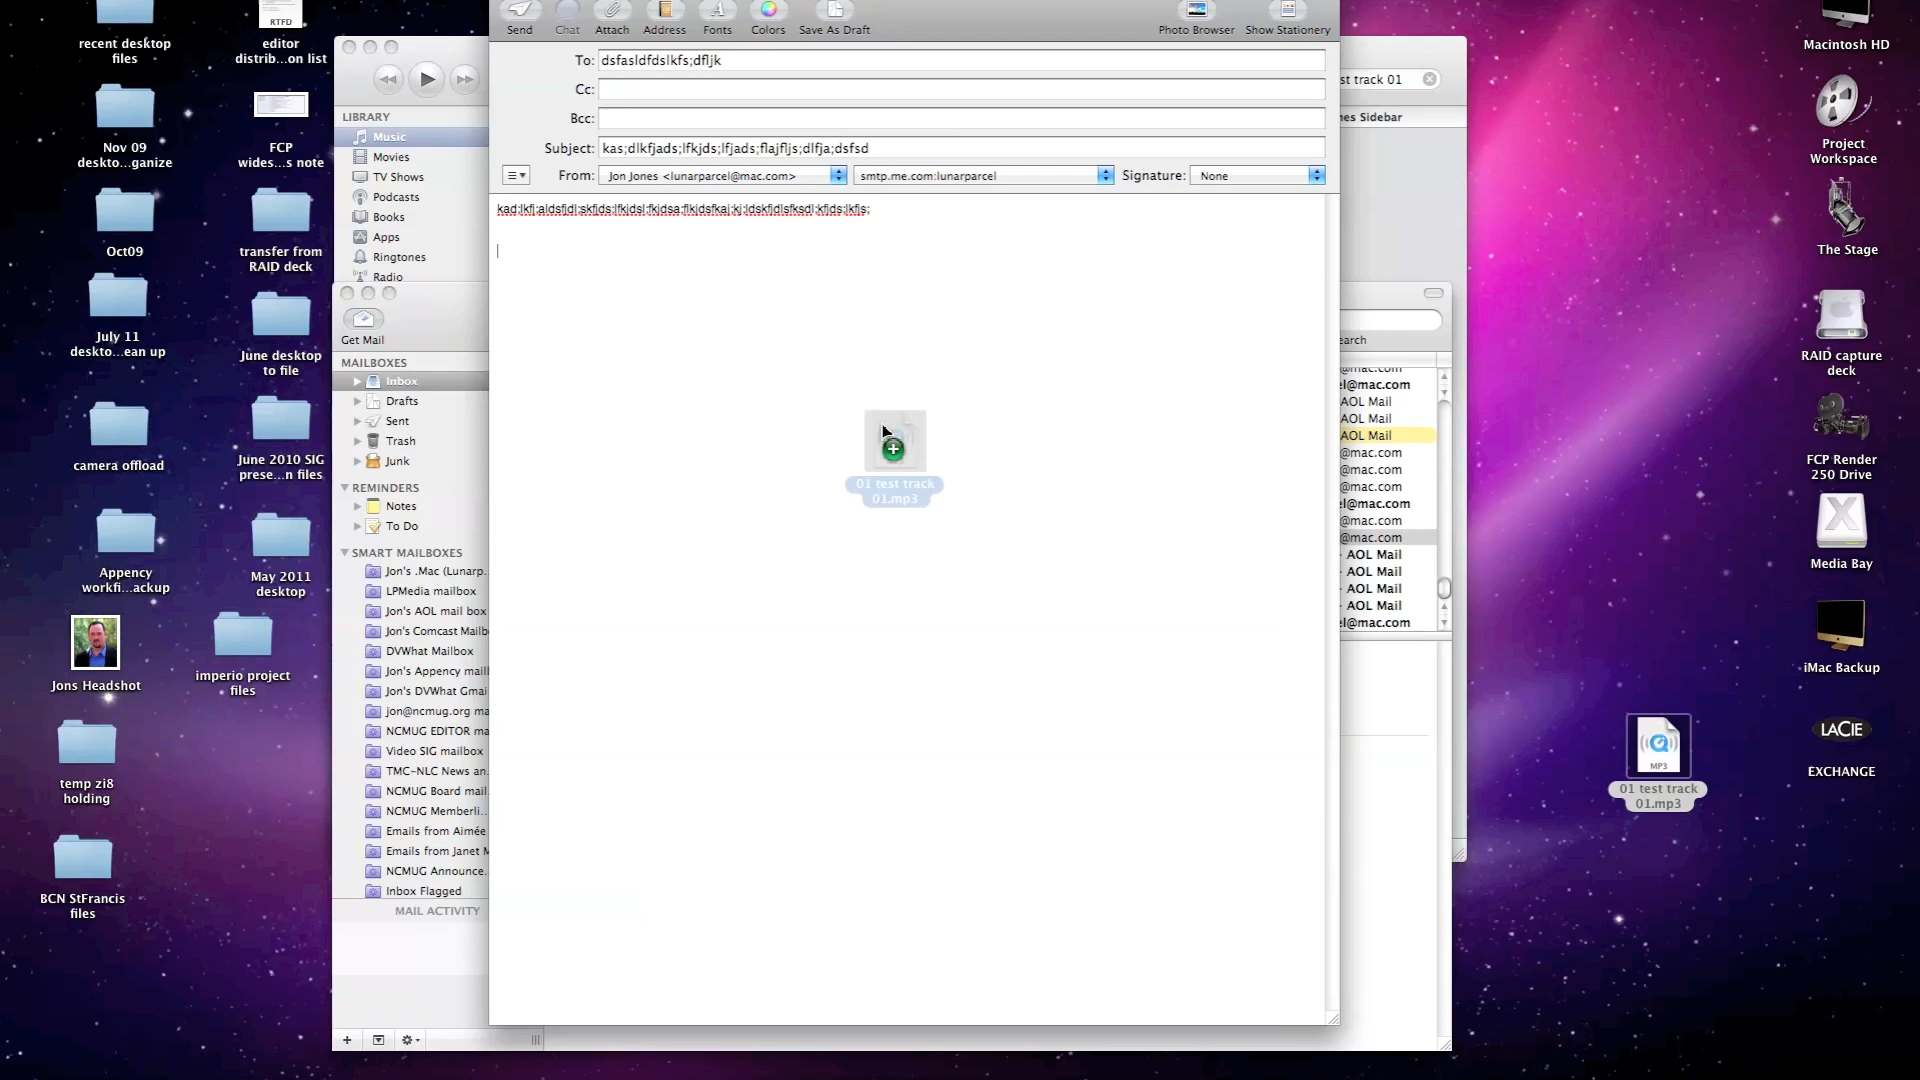 recent desktop
files
RTFD
editor
distrib...on list
Nov 09
deskto...ganize
FCP
wides...s note
Oct09
transfer from
RAID deck
July 11
deskto...ean up
June desktop
to file
camera offload
June 2010 SIG
prese...n files
Appency
workfi...ackup
May 2011
desktop
Jons Headshot
imperio project
files
temp zi8
holding
BCN StFrancis
files
LIBRARY
Music
Movies
TV Shows
Podcasts
Books
Apps
Ringtones
Radio
Get Mail
MAILBOXES
Inbox
Drafts
Sent
Trash
Junk
REMINDERS
Notes
To Do
SMART MAILBOXES
Jon's .Mac (Lunarp.
LPMedia mailbox
Jon's AOL mail box
Jon's Comcast Mailb
DVWhat Mailbox
Jon's Appency mail
Jon's DVWhat Gmai
jon@ncmug.org ma
NCMUG EDITOR ma
Video SIG mailbox
TMC-NLC News an.
NCMUG Board mail
NCMUG Memberli..
Emails from Aimée
Emails from Janet M
NCMUG Announce.
Inbox Flagged
MAIL ACTIVITY
Send
Chat
Attach
Address
Fonts
Colors
Save As Draft
Photo Browser
Show Stationery
To: dsfasldfdslkfs;dfljk
Cc:
Bcc:
Subject: kas;dlkfjads;lfkjds;lfjads;flajfljs;dlfja;dsfsd
From: Jon Jones <lunarparcel@mac.com> smtp.me.com:lunarparcel Signature: None
01 test track
01.mp3
st track 01
nes Sidebar
earch
@mac.com
el@mac.com
AOL Mail
AOL Mail
AOL Mail
@mac.com
@mac.com
@mac.com
el@mac.com
@mac.com
@mac.com
- AOL Mail
- AOL Mail
- AOL Mail
- AOL Mail
el@mac.com
Macintosh HD
Project
Workspace
The Stage
RAID capture
deck
FCP Render
250 Drive
Media Bay
iMac Backup
LACIE
EXCHANGE
MP3
01 test track
01.mp3